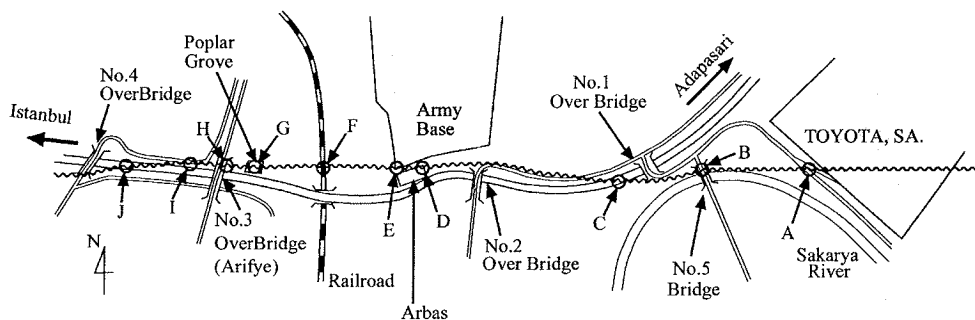 Poplar
Grove
No.4
OverBridge
Istanbul
H
G
F
Army
Base
No.1
Over Bridge
Adapasari
TOYOTA, SA.
B
J
I
No.3
OverBridge
(Arifye)
E
D
C
A
N
Railroad
Arbas
No.2
Over Bridge
No.5
Bridge
Sakarya
River